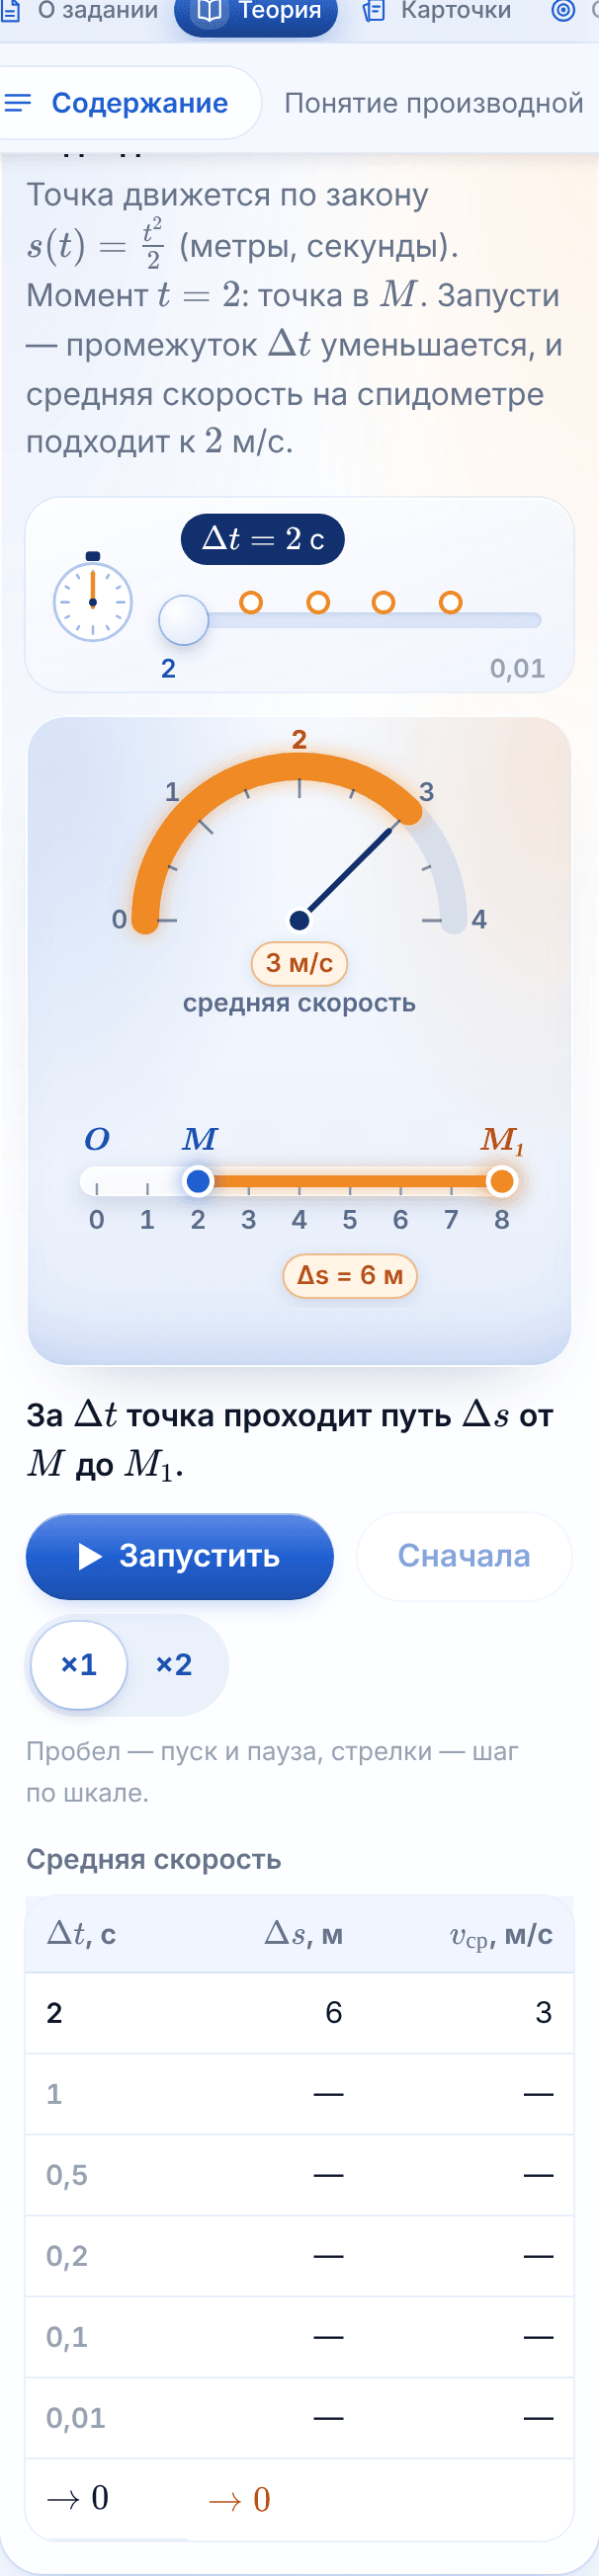 О задании
Теория
Карточки
Содержание
Понятие производной
Точка движется по закону
s(t) = t²/2 (метры, секунды).
Момент t = 2: точка в M. Запусти
— промежуток Δt уменьшается, и
средняя скорость на спидометре
подходит к 2 м/с.
Δt = 2 с
2
0,01
0
1
2
3
4
3 м/с
средняя скорость
O
M
M₁
0 1 2 3 4 5 6 7 8
Δs = 6 м
За Δt точка проходит путь Δs от
M до M₁.
Запустить
Сначала
×1
×2
Пробел — пуск и пауза, стрелки — шаг
по шкале.
Средняя скорость
Δt, с Δs, м vср, м/с
2 6 3
1 — —
0,5 — —
0,2 — —
0,1 — —
0,01 — —
→ 0 → 0